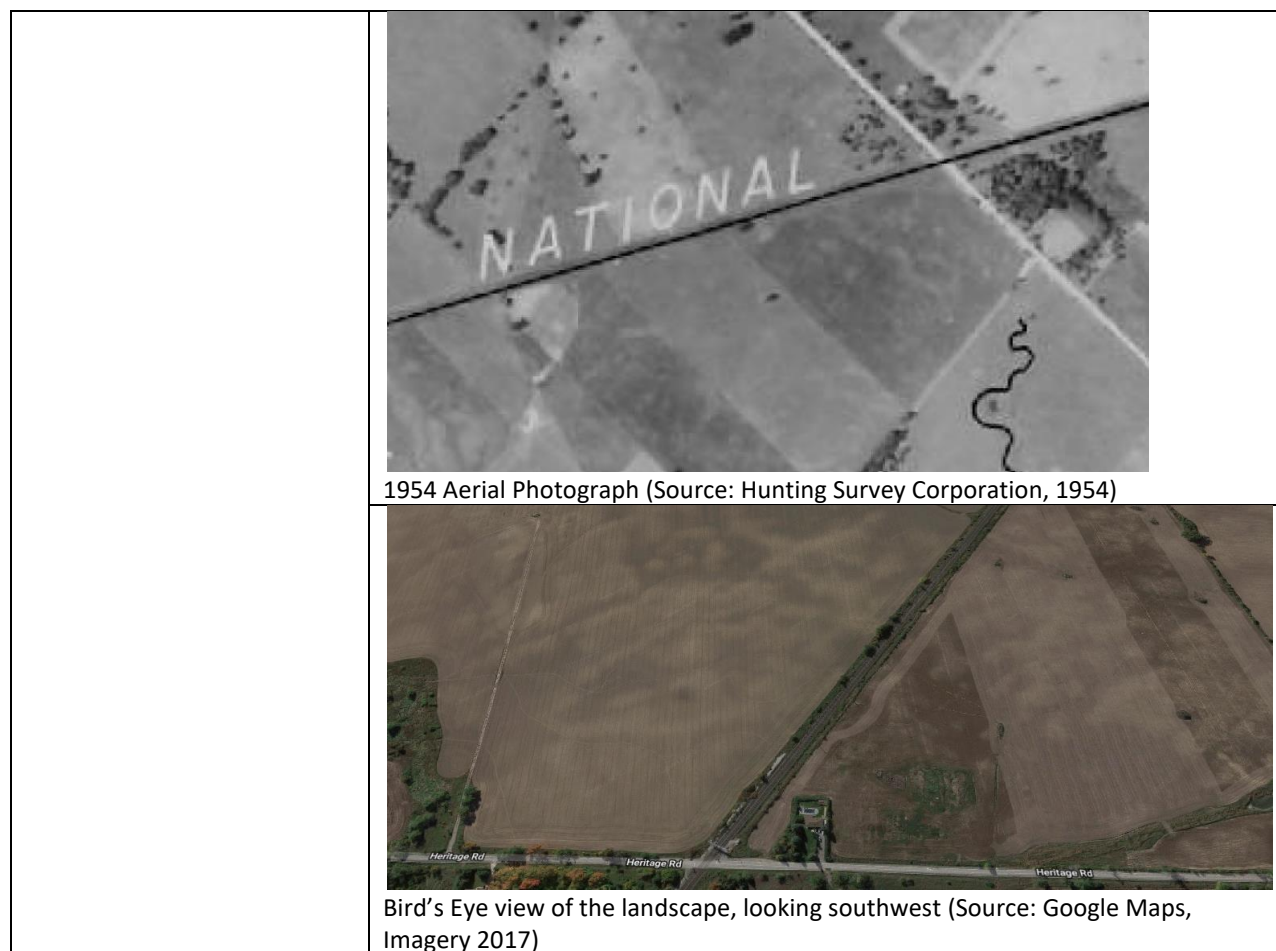 NATIONAL
1954 Aerial Photograph (Source: Hunting Survey Corporation, 1954)
Heritage Rd
Heritage Rd
Heritage Rd
Bird’s Eye view of the landscape, looking southwest (Source: Google Maps,
Imagery 2017)